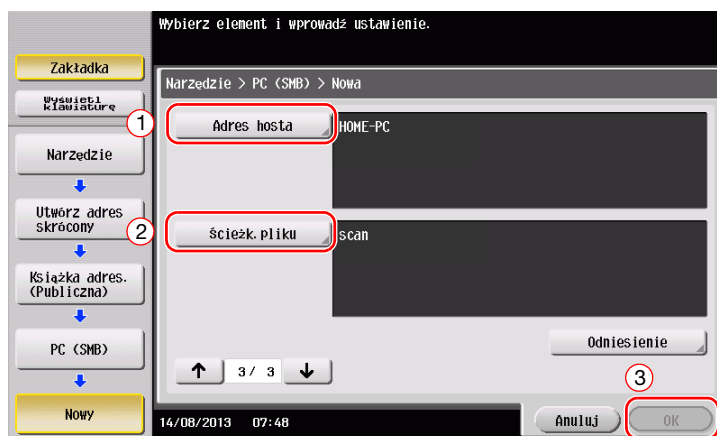 Wybierz element i wprowadź ustawienie.
Zakładka
Wyświetl
klawiaturę
Narzędzie
Utwórz adres
skrócony
Książka adres.
(Publiczna)
PC (SMB)
Nowy
Narzędzie > PC (SMB) > Nowa
1
Adres hosta
HOME-PC
2
Ścieżk.pliku
scan
Odniesienie
↑ 3/ 3 ↓
3
14/08/2013 07:48
Anuluj
OK